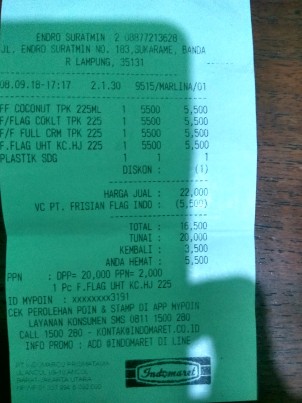 ENDRO SURATMIN 2-08877213628
JL. ENDRO SURATMIN NO. 183,SUKARAME, BANDA
R LAMPUNG, 35131
08.09.18-17:17 2.1.30 9515/MARLINA/01
FF COCONUT TPK 225ML 1 5500 5,500
F/FLAG COKLT TPK 225 1 5500 5,500
F/F FULL CRM TPK 225 1 5500 5,500
F.FLAG UHT KC.HJ 225 1 5500 5,500
PLASTIK SDG 1 1 1
DISKON : (1)
HARGA JUAL : 22,000
VC PT. FRISIAN FLAG INDO : (5,500)
TOTAL : 16,500
TUNAI : 20,000
KEMBALI : 3,500
ANDA HEMAT : 5,500
PPN : DPP= 20,000 PPN= 2,000
1 Pc F.FLAG UHT KC.HJ 225
ID MYPOIN : xxxxxxxx3191
CEK PEROLEHAN POIN & STAMP DI APP MYPOIN
LAYANAN KONSUMEN SMS 0811 1500 280
CALL 1500 280 - KONTAK@INDOMARET.CO.ID
INFO PROMO : ADD @INDOMARET DI LINE
Indomaret